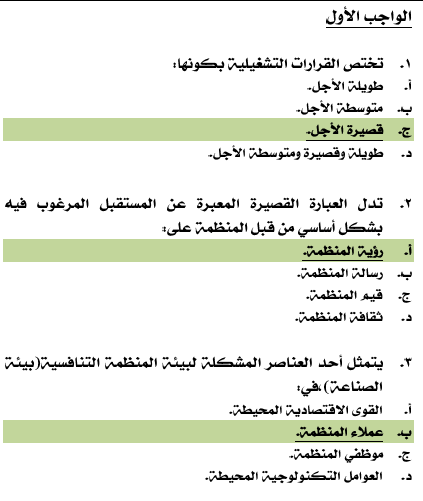 الواجب الأول
١. تختص القرارات التشغيلية بكونها:
أ. طويلة الأجل.
ب. متوسطة الأجل.
ج. قصيرة الأجل.
د. طويلة وقصيرة ومتوسطة الأجل.
٢. تدل العبارة القصيرة المعبرة عن المستقبل المرغوب فيه
بشكل أساسي من قبل المنظمة على:
أ. رؤية المنظمة.
ب. رسالة المنظمة.
ج. قيم المنظمة.
د. ثقافة المنظمة.
٣. يتمثل أحد العناصر المشكلة لبيئة المنظمة التنافسية(بيئة
الصناعة)،في:
أ. القوى الاقتصادية المحيطة.
ب. عملاء المنظمة.
ج. موظفي المنظمة.
د. العوامل التكنولوجية المحيطة.